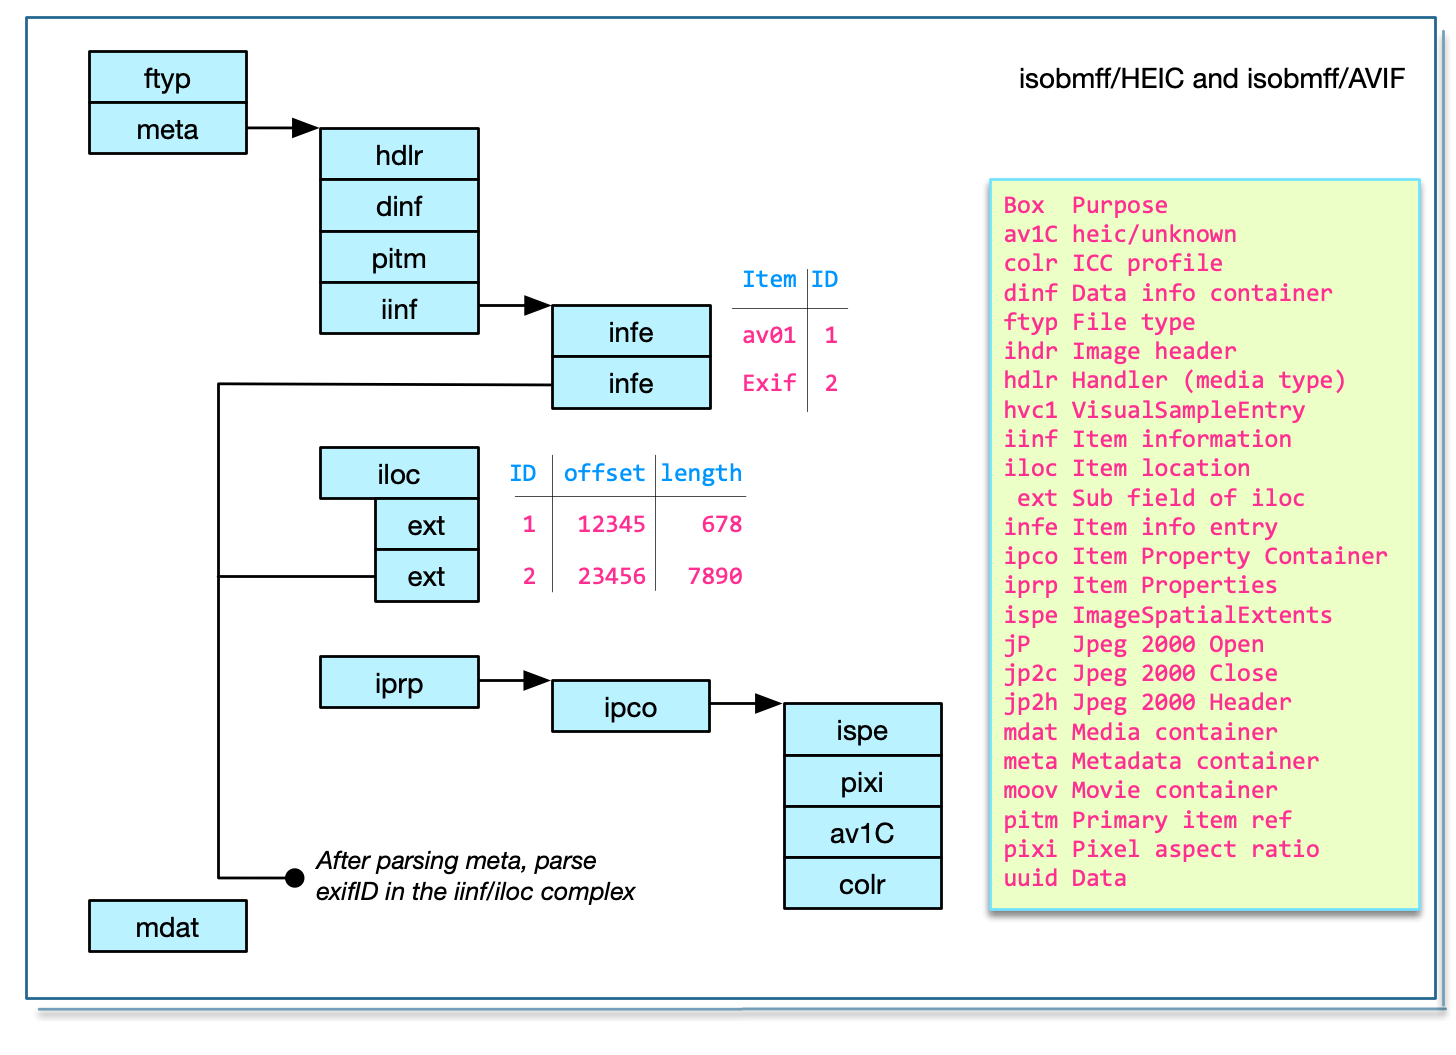 isobmff/HEIC and isobmff/AVIF
ftyp
meta
hdlr
dinf
pitm
iinf
infe
infe
Item ID
av01 1
Exif 2
iloc
ext
ext
ID offset length
1 12345 678
2 23456 7890
iprp
ipco
ispe
pixi
av1C
colr
After parsing meta, parse
exifID in the iinf/iloc complex
mdat
Box Purpose
av1C heic/unknown
colr ICC profile
dinf Data info container
ftyp File type
ihdr Image header
hdlr Handler (media type)
hvc1 VisualSampleEntry
iinf Item information
iloc Item location
ext Sub field of iloc
infe Item info entry
ipco Item Property Container
iprp Item Properties
ispe ImageSpatialExtents
jP Jpeg 2000 Open
jp2c Jpeg 2000 Close
jp2h Jpeg 2000 Header
mdat Media container
meta Metadata container
moov Movie container
pitm Primary item ref
pixi Pixel aspect ratio
uuid Data